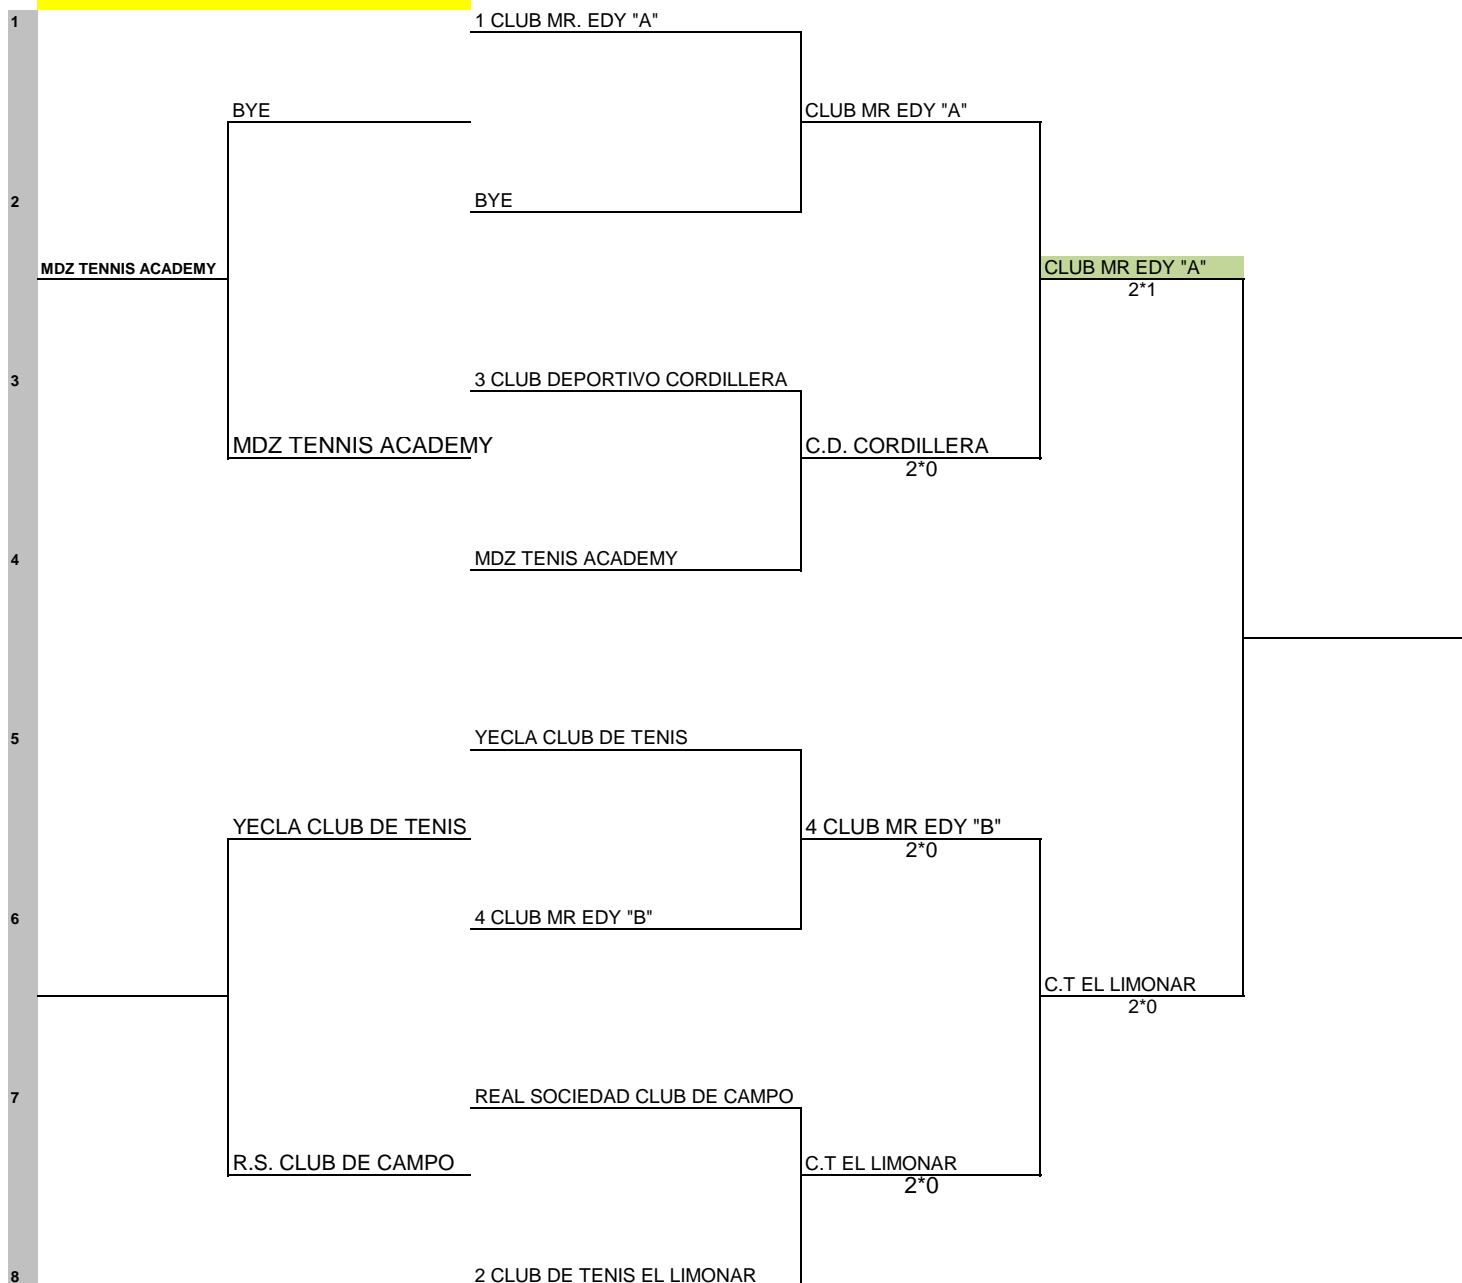 1 1 CLUB MR. EDY "A"
BYE CLUB MR EDY "A"
2 BYE
MDZ TENNIS ACADEMY CLUB MR EDY "A"
2*1
3 3 CLUB DEPORTIVO CORDILLERA
MDZ TENNIS ACADEMY C.D. CORDILLERA
2*0
4 MDZ TENIS ACADEMY
5 YECLA CLUB DE TENIS
YECLA CLUB DE TENIS 4 CLUB MR EDY "B"
2*0
6 4 CLUB MR EDY "B"
C.T EL LIMONAR
2*0
7 REAL SOCIEDAD CLUB DE CAMPO
R.S. CLUB DE CAMPO C.T EL LIMONAR
2*0
8 2 CLUB DE TENIS EL LIMONAR